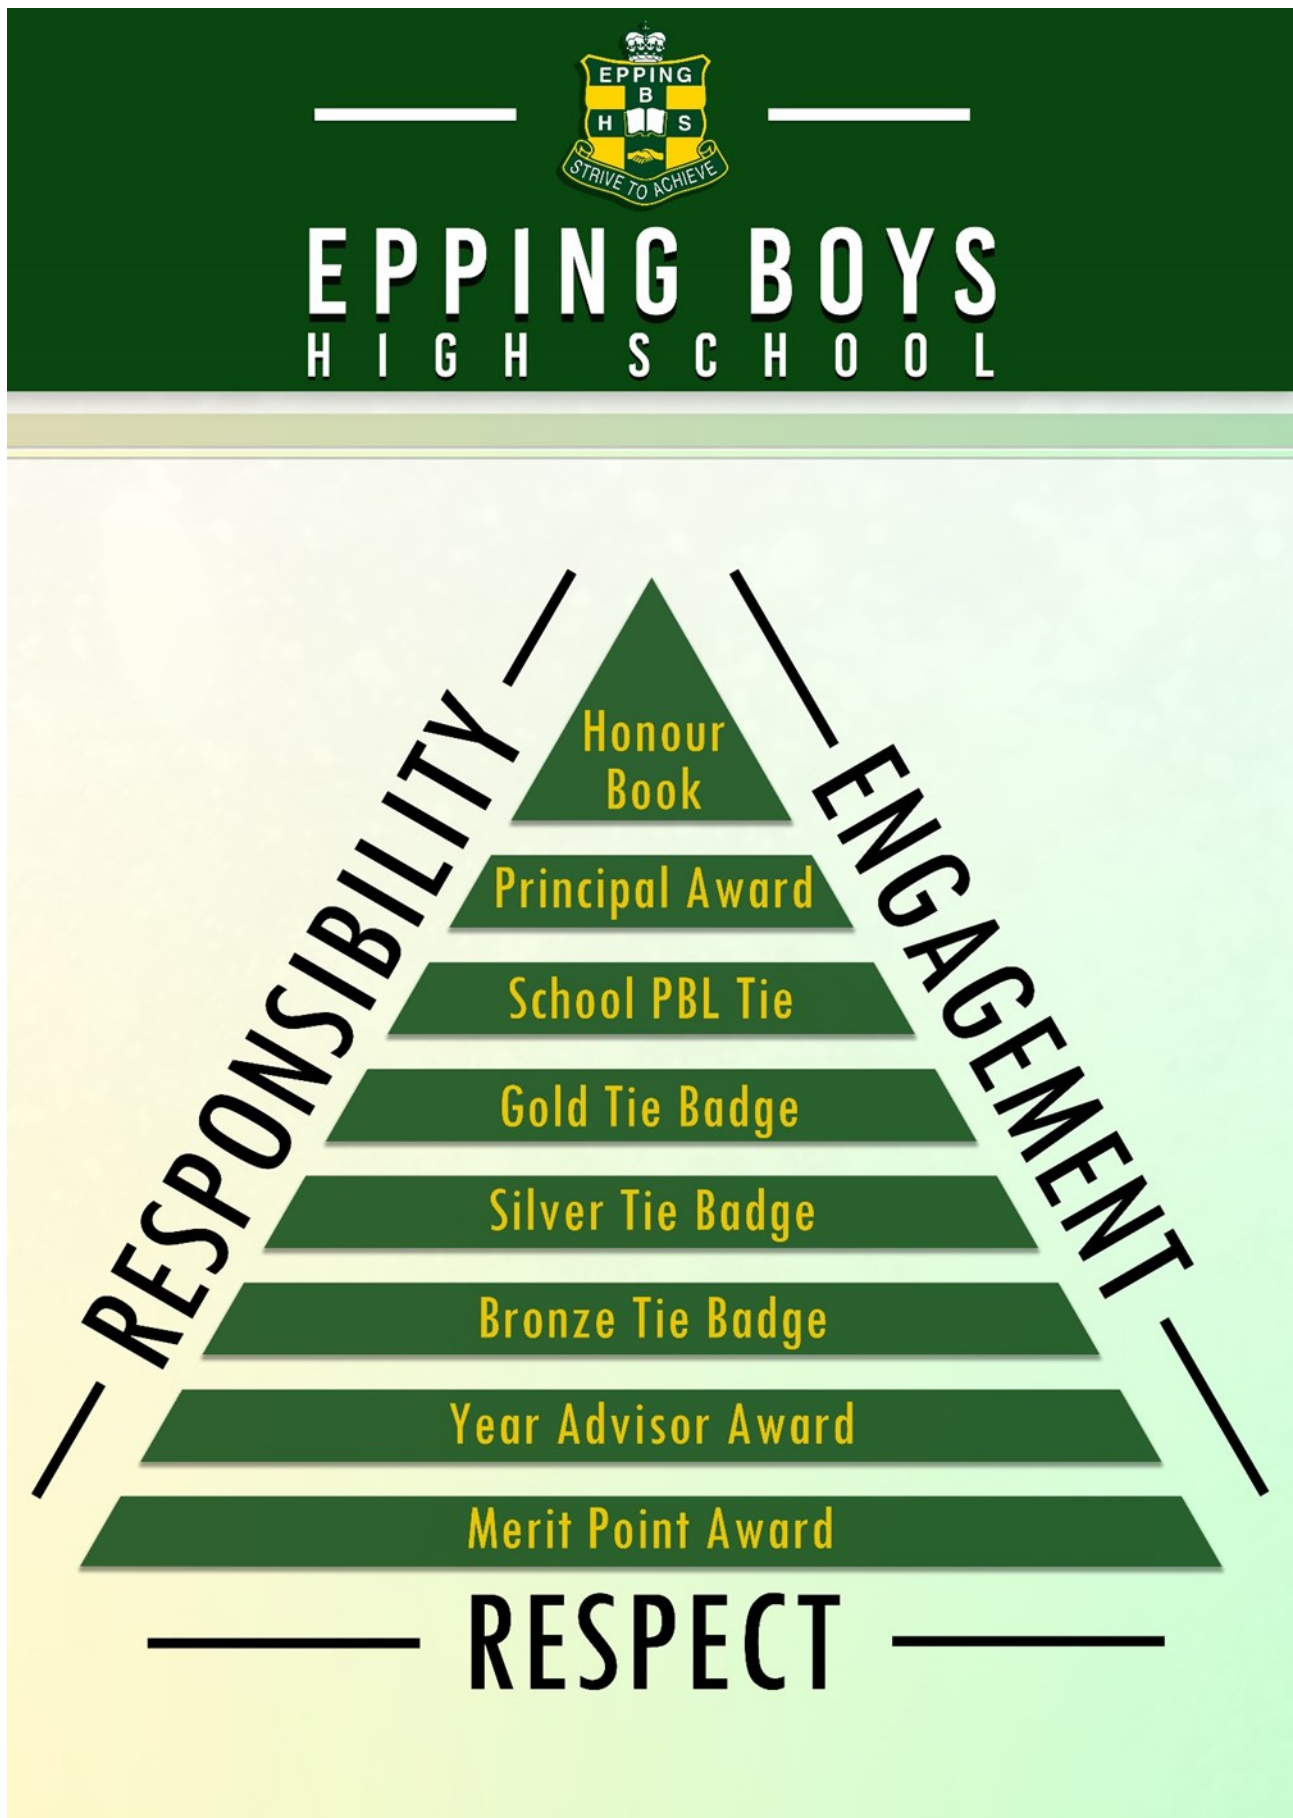 EPPING
B
H S
STRIVE TO ACHIEVE
EPPING BOYS
HIGH SCHOOL
RESPONSIBILITY
ENGAGEMENT
Honour
Book
Principal Award
School PBL Tie
Gold Tie Badge
Silver Tie Badge
Bronze Tie Badge
Year Advisor Award
Merit Point Award
RESPECT